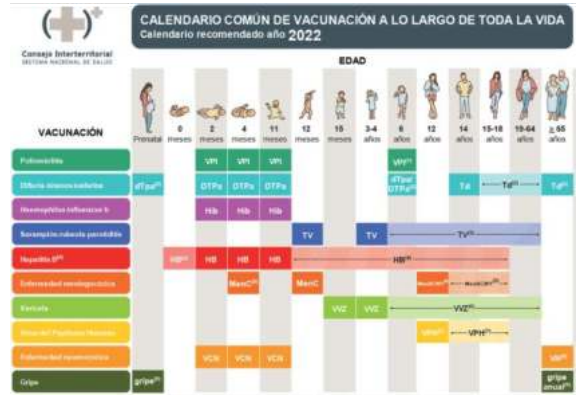 CALENDARIO COMÚN DE VACUNACIÓN A LO LARGO DE TODA LA VIDA
Calendario recomendado año 2022
Consejo Interterritorial
SISTEMA NACIONAL DE SALUD
EDAD
VACUNACIÓN
Prenatal
0 meses
2 meses
4 meses
11 meses
12 meses
15 meses
3-4 años
6 años
12 años
14 años
15-18 años
19-64 años
≥ 65 años
Poliomielitis VPI VPI VPI VPI
Difteria-tétanos-tosferina dTpa DTPa DTPa DTPa dTpa/ DTPa Td Td Td
Haemophilus influenzae b Hib Hib Hib
Sarampión-rubeola-parotiditis TV TV TV
Hepatitis B HB HB HB HB HB
Enfermedad meningocócica MenC MenC
Varicela VVZ VVZ VVZ
Virus del Papiloma Humano VPH VPH
Enfermedad neumocócica VCN VCN VCN VN
Gripe gripe gripe anual